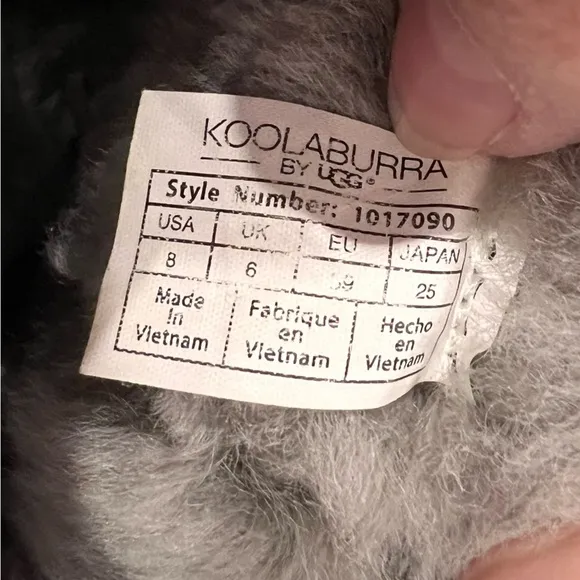 KOOLABURRA
BY UGG®
Style Number: 1017090
USA UK EU JAPAN
8 6 39 25
Made in Vietnam
Fabrique en Vietnam
Hecho en Vietnam